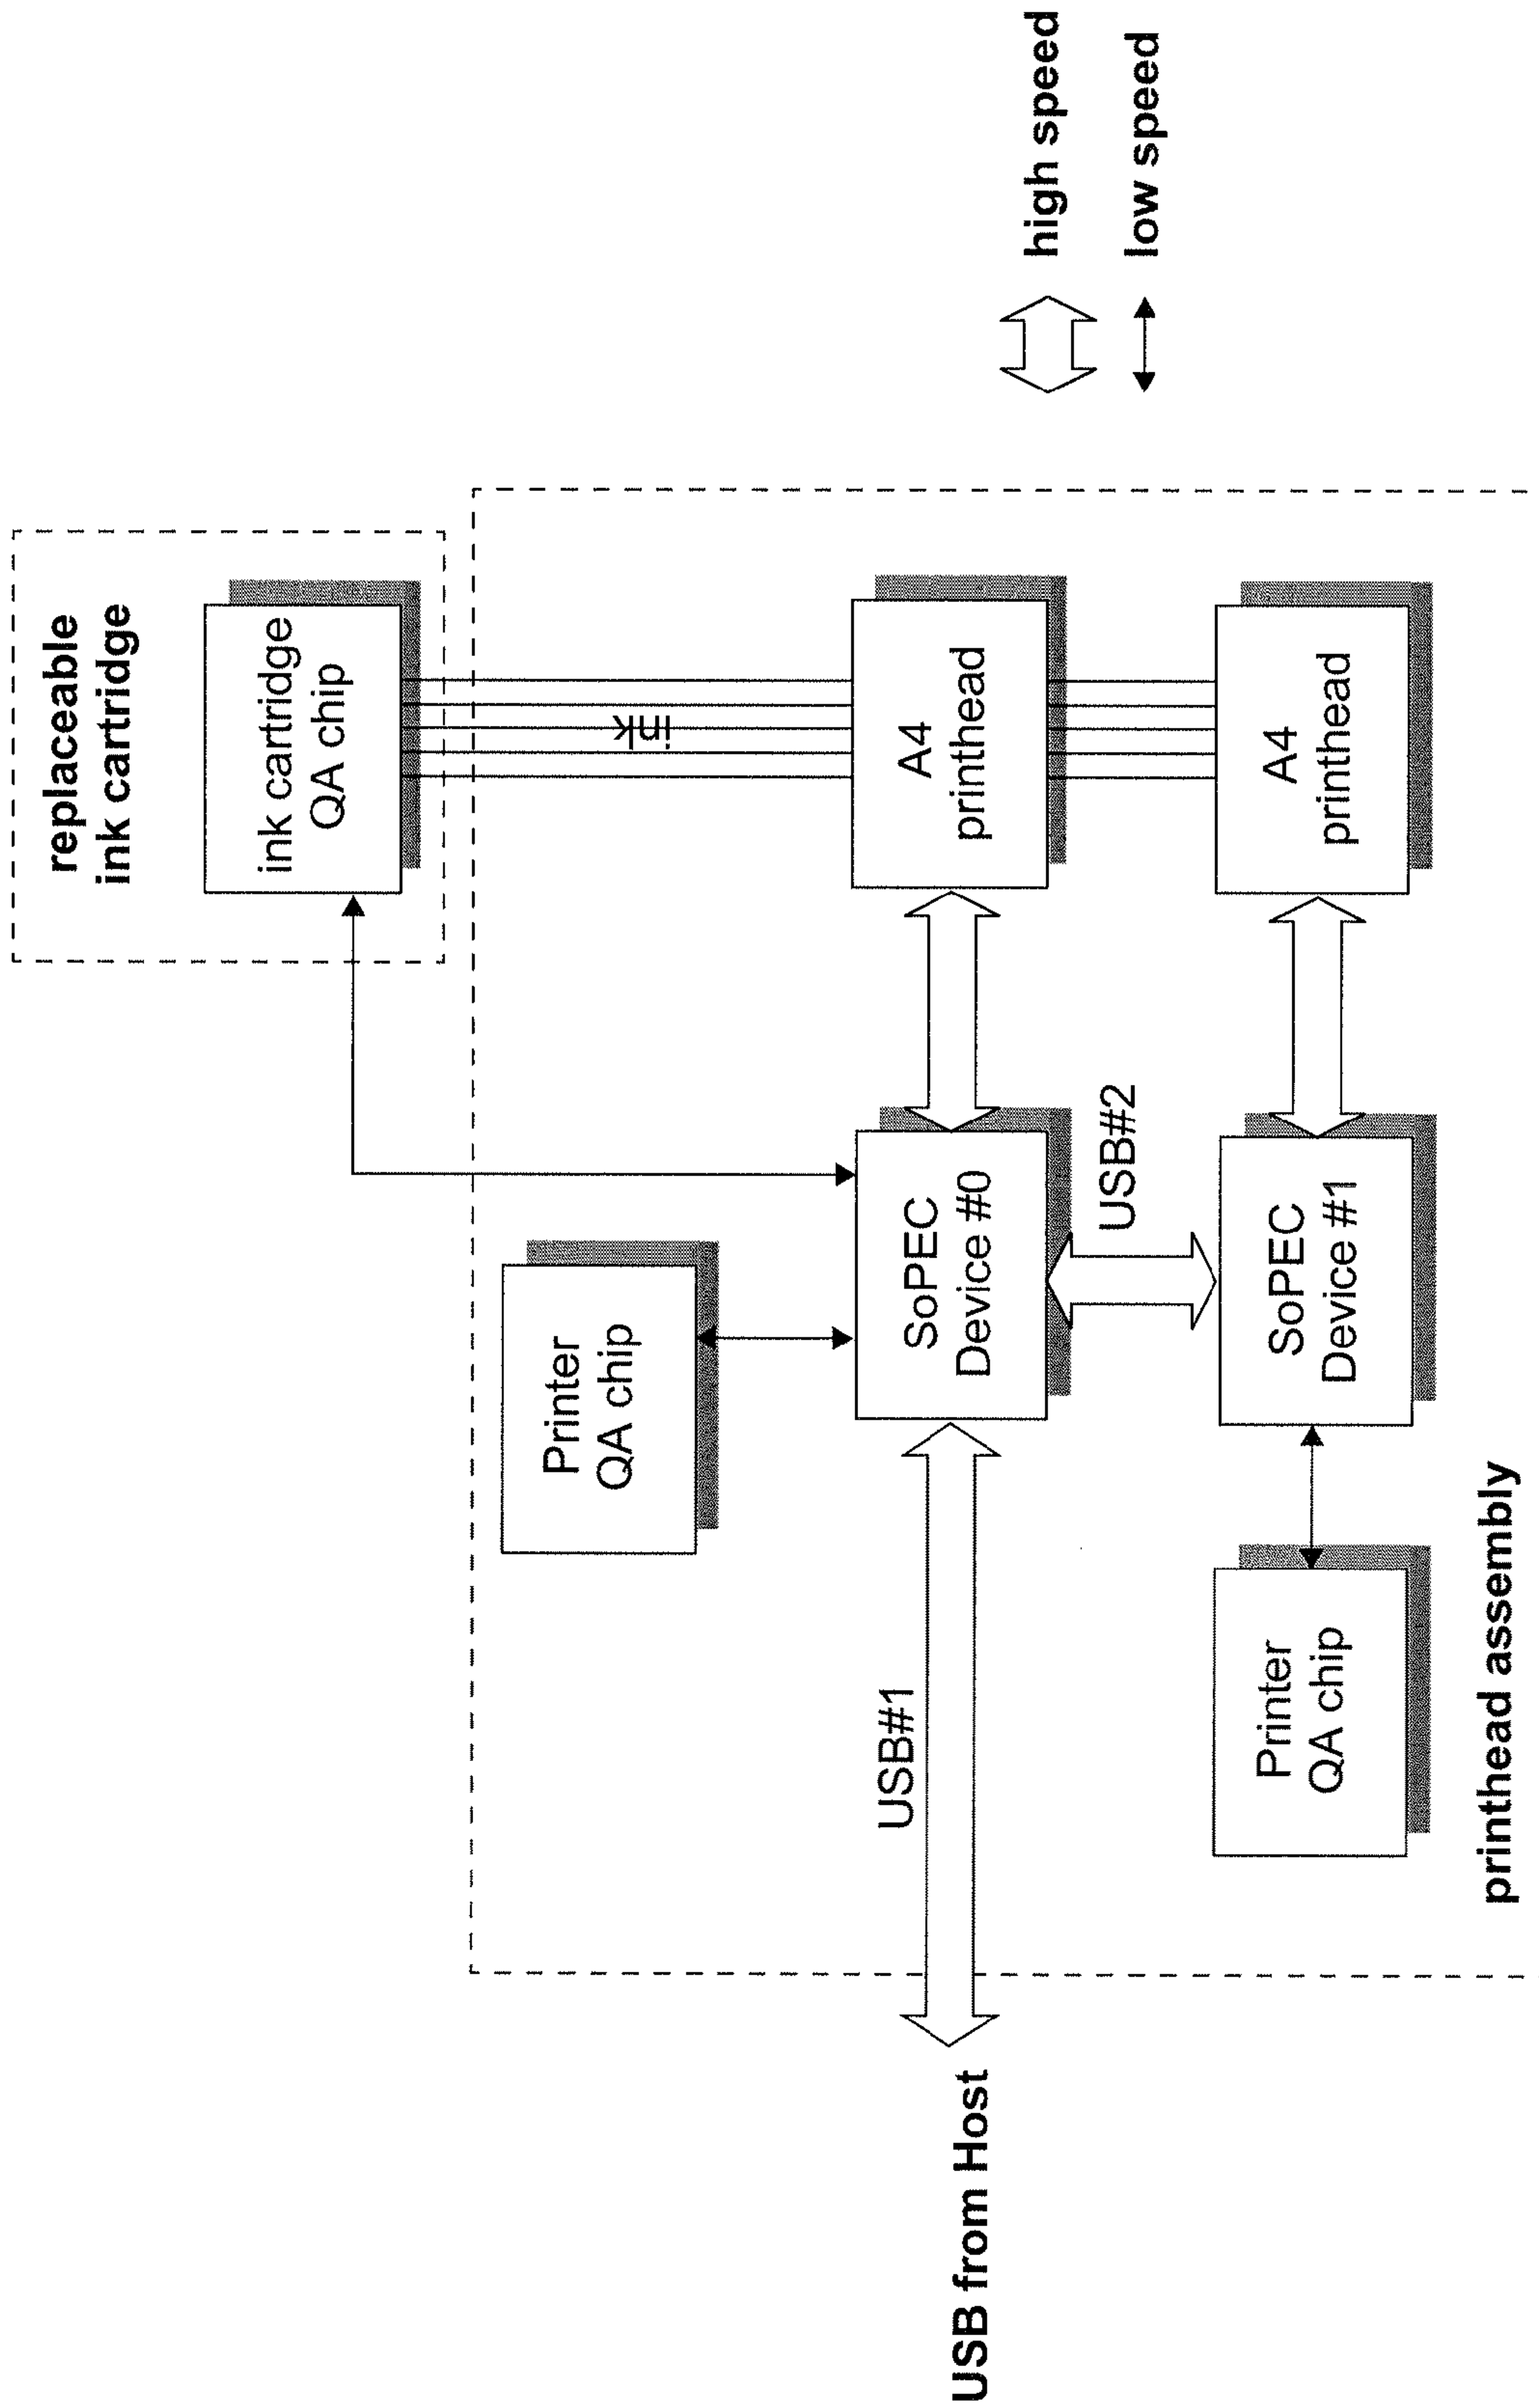 replaceable
ink cartridge
ink cartridge
QA chip
ink
Printer
QA chip
USB#1
USB from Host
SoPEC
Device #0
A4
printhead
high speed
low speed
USB#2
Printer
QA chip
SoPEC
Device #1
A4
printhead
printhead assembly